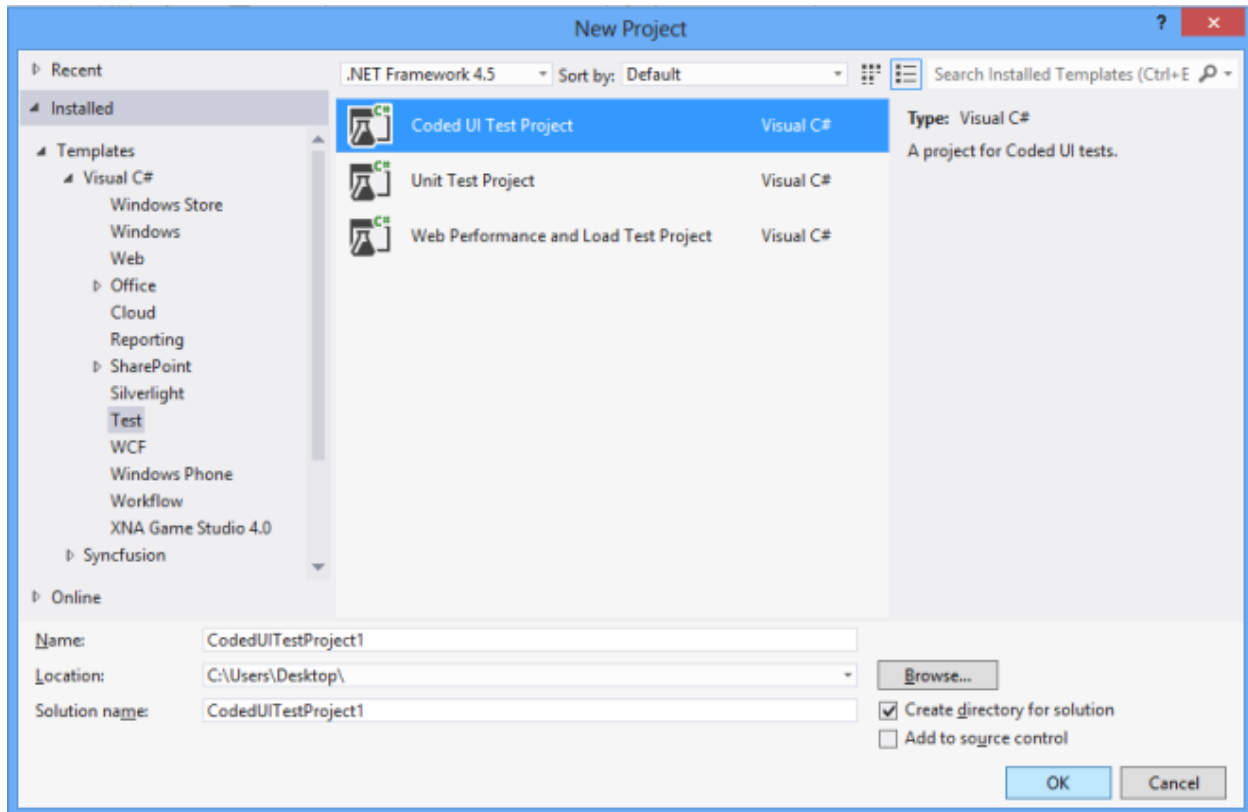 New Project
?
Recent
Installed
Templates
Visual C#
Windows Store
Windows
Web
Office
Cloud
Reporting
SharePoint
Silverlight
Test
WCF
Windows Phone
Workflow
XNA Game Studio 4.0
Syncfusion
Online
.NET Framework 4.5 Sort by: Default
Search Installed Templates (Ctrl+E
C# Coded UI Test Project Visual C#
C# Unit Test Project Visual C#
C# Web Performance and Load Test Project Visual C#
Type: Visual C#
A project for Coded UI tests.
Name: CodedUITestProject1
Location: C:\Users\Desktop\ Browse...
Solution name: CodedUITestProject1
Create directory for solution
Add to source control
OK Cancel